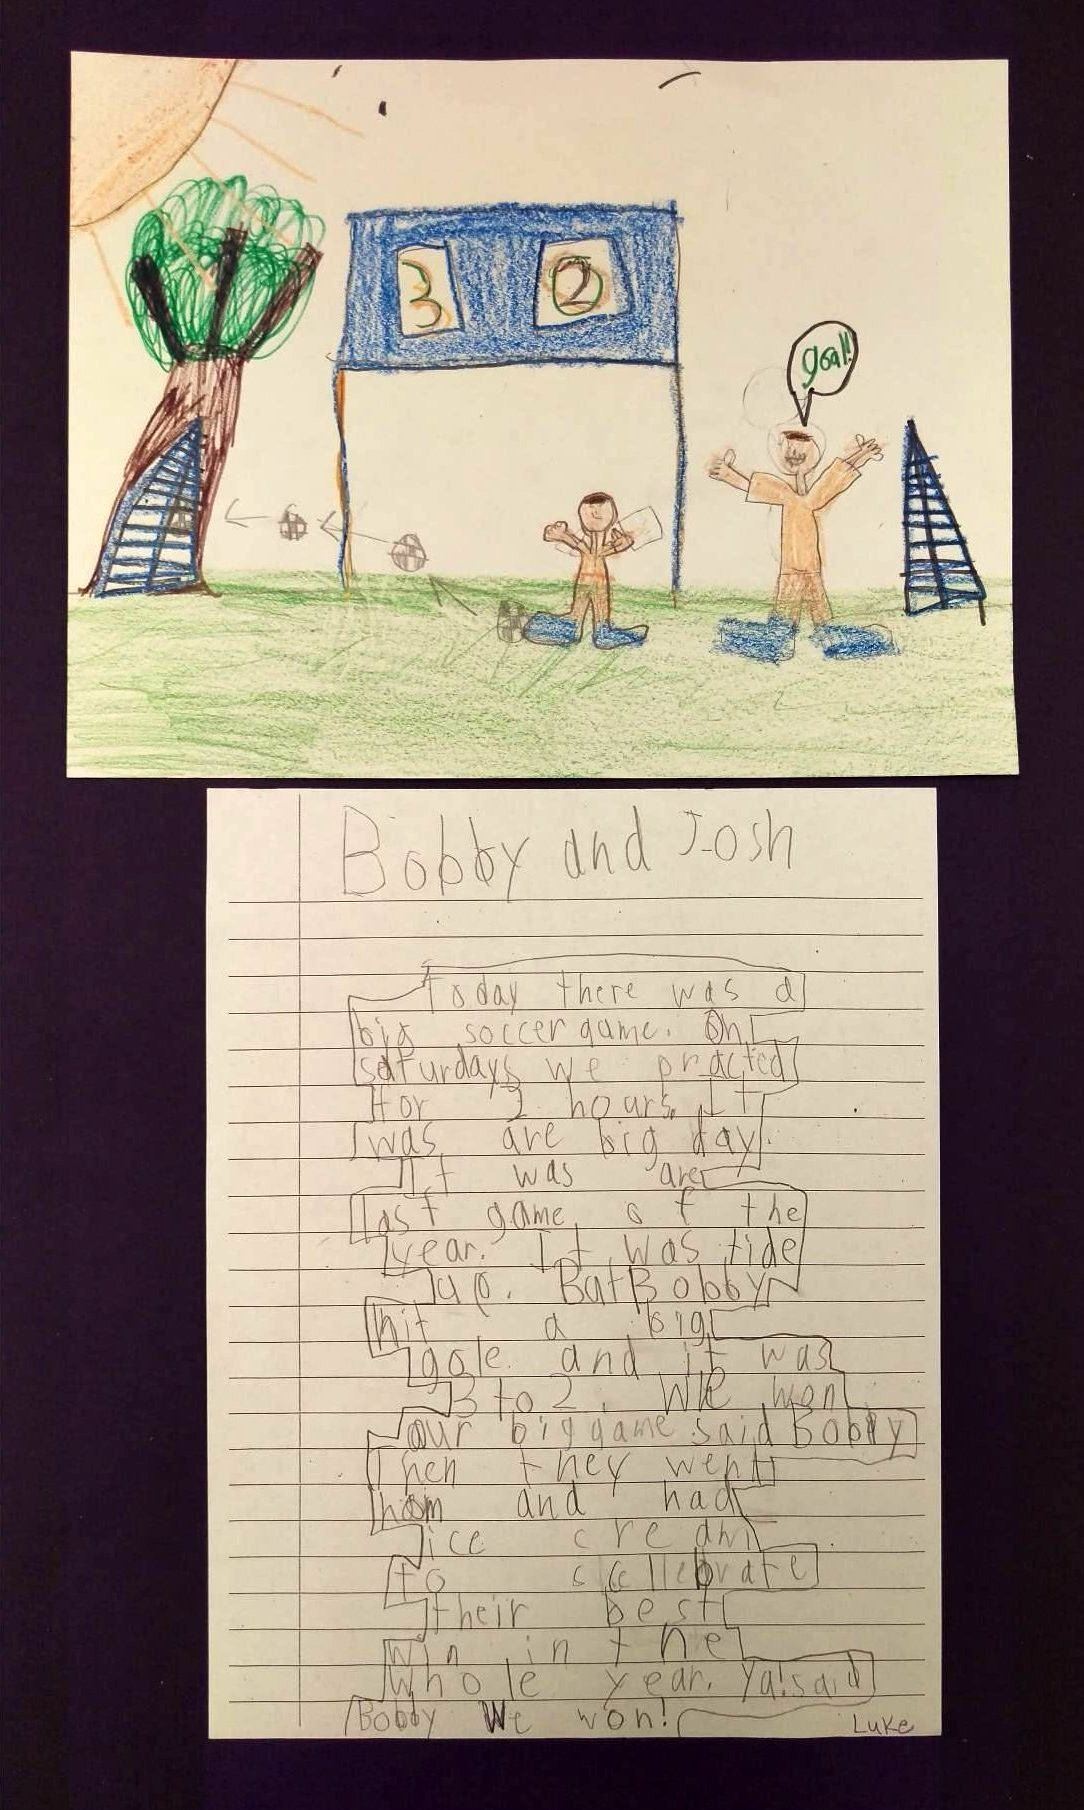 3 2
goal!
Bobby and Josh
Today there was a
big soccer game. On
saturdays we practed
for 2 hours. It
was are big day.
It was are
last game of the
year. It was tide
up. Bat Bobby
hit a big
gole. and it was
3 to 2. We won
our big game said Bobby
Then they went
hom and had
ice cream
to scellebrate
their best
win in the
whole year. Ya! said
Bobby We won!
Luke